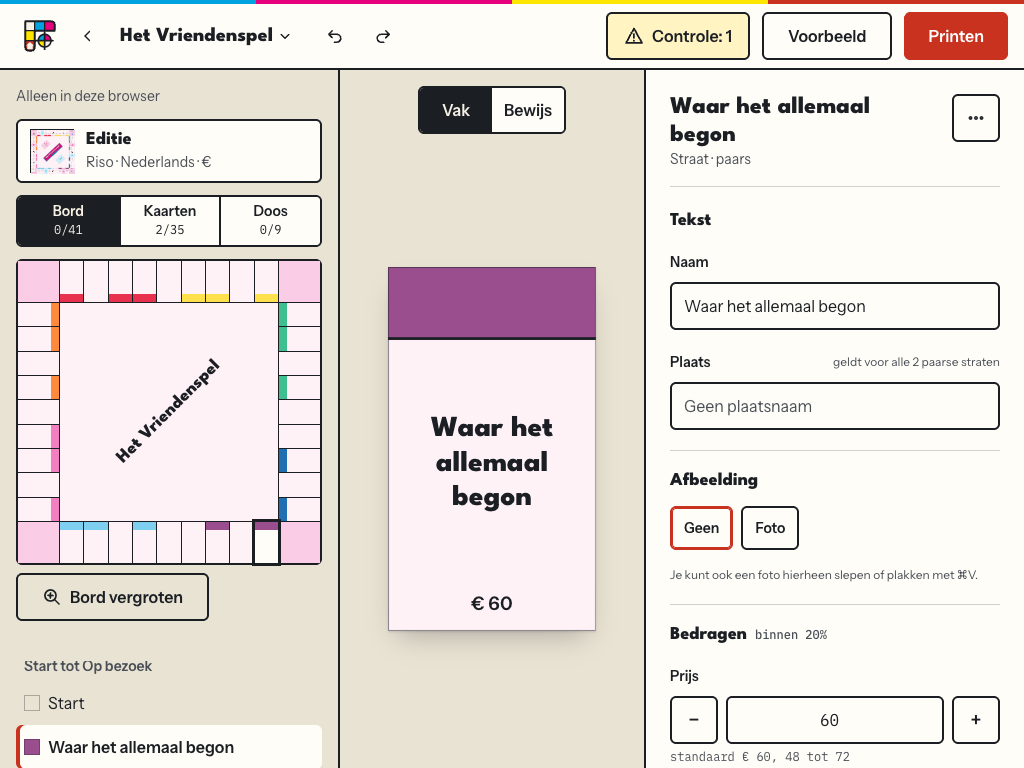 Het Vriendenspel
Controle: 1
Voorbeeld
Printen
Alleen in deze browser
Editie
Riso · Nederlands · €
Bord
0/41
Kaarten
2/35
Doos
0/9
Het Vriendenspel
Bord vergroten
Start tot Op bezoek
Start
Waar het allemaal begon
Vak
Bewijs
Waar het
allemaal
begon
€ 60
Waar het allemaal
begon
Straat · paars
Tekst
Naam
Waar het allemaal begon
Plaats
geldt voor alle 2 paarse straten
Geen plaatsnaam
Afbeelding
Geen
Foto
Je kunt ook een foto hierheen slepen of plakken met ⌘V.
Bedragen binnen 20%
Prijs
− 60 +
standaard € 60, 48 tot 72